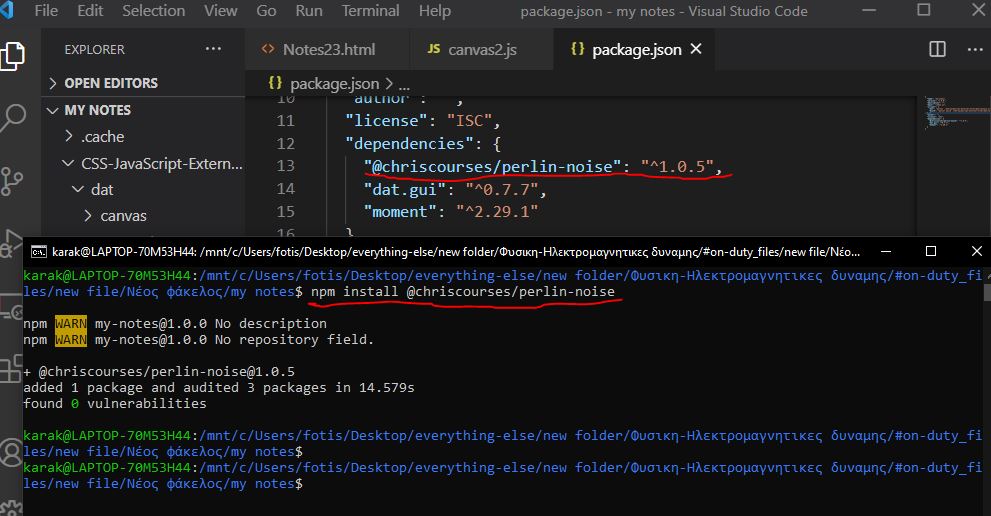 File Edit Selection View Go Run Terminal Help package.json - my notes - Visual Studio Code
EXPLORER
Notes23.html
JS canvas2.js
{} package.json
OPEN EDITORS
{} package.json > ...
MY NOTES
.cache
CSS-JavaScript-Extern...
dat
canvas
10 "author": "",
11 "license": "ISC",
12 "dependencies": {
13 "@chriscourses/perlin-noise": "^1.0.5",
14 "dat.gui": "^0.7.7",
15 "moment": "^2.29.1"
}
karak@LAPTOP-70M53H44: /mnt/c/Users/fotis/Desktop/everything-else/new folder/Φυσικη-Ηλεκτρομαγνητικες δυναμης/#on-duty_files/new file/Νέο...
karak@LAPTOP-70M53H44:/mnt/c/Users/fotis/Desktop/everything-else/new folder/Φυσικη-Ηλεκτρομαγνητικες δυναμης/#on-duty_fi
les/new file/Νέος φάκελος/my notes$ npm install @chriscourses/perlin-noise
npm WARN my-notes@1.0.0 No description
npm WARN my-notes@1.0.0 No repository field.
+ @chriscourses/perlin-noise@1.0.5
added 1 package and audited 3 packages in 14.579s
found 0 vulnerabilities
karak@LAPTOP-70M53H44:/mnt/c/Users/fotis/Desktop/everything-else/new folder/Φυσικη-Ηλεκτρομαγνητικες δυναμης/#on-duty_fi
les/new file/Νέος φάκελος/my notes$
karak@LAPTOP-70M53H44:/mnt/c/Users/fotis/Desktop/everything-else/new folder/Φυσικη-Ηλεκτρομαγνητικες δυναμης/#on-duty_fi
les/new file/Νέος φάκελος/my notes$